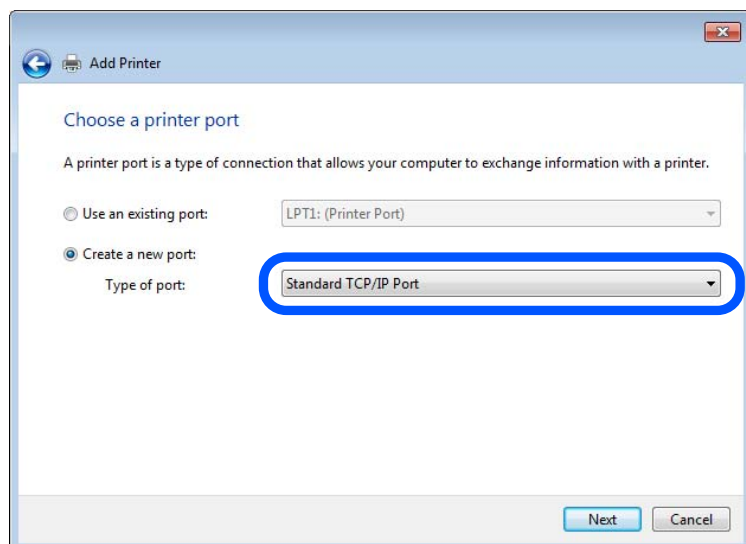 Add Printer
Choose a printer port
A printer port is a type of connection that allows your computer to exchange information with a printer.
Use an existing port: LPT1: (Printer Port)
Create a new port:
Type of port: Standard TCP/IP Port
Next Cancel